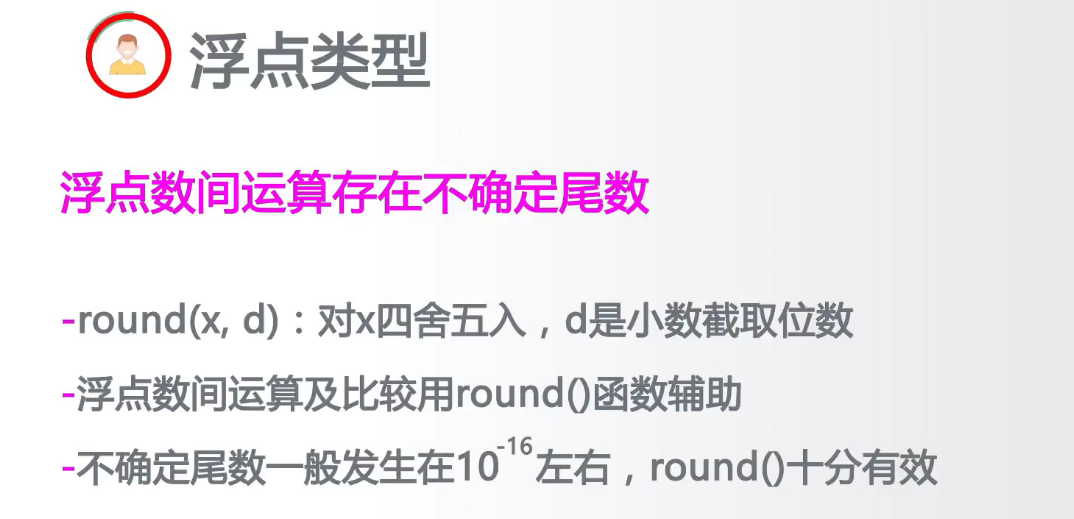 浮点类型
浮点数间运算存在不确定尾数
-round(x, d)：对x四舍五入，d是小数截取位数
-浮点数间运算及比较用round()函数辅助
-不确定尾数一般发生在10⁻¹⁶左右，round()十分有效